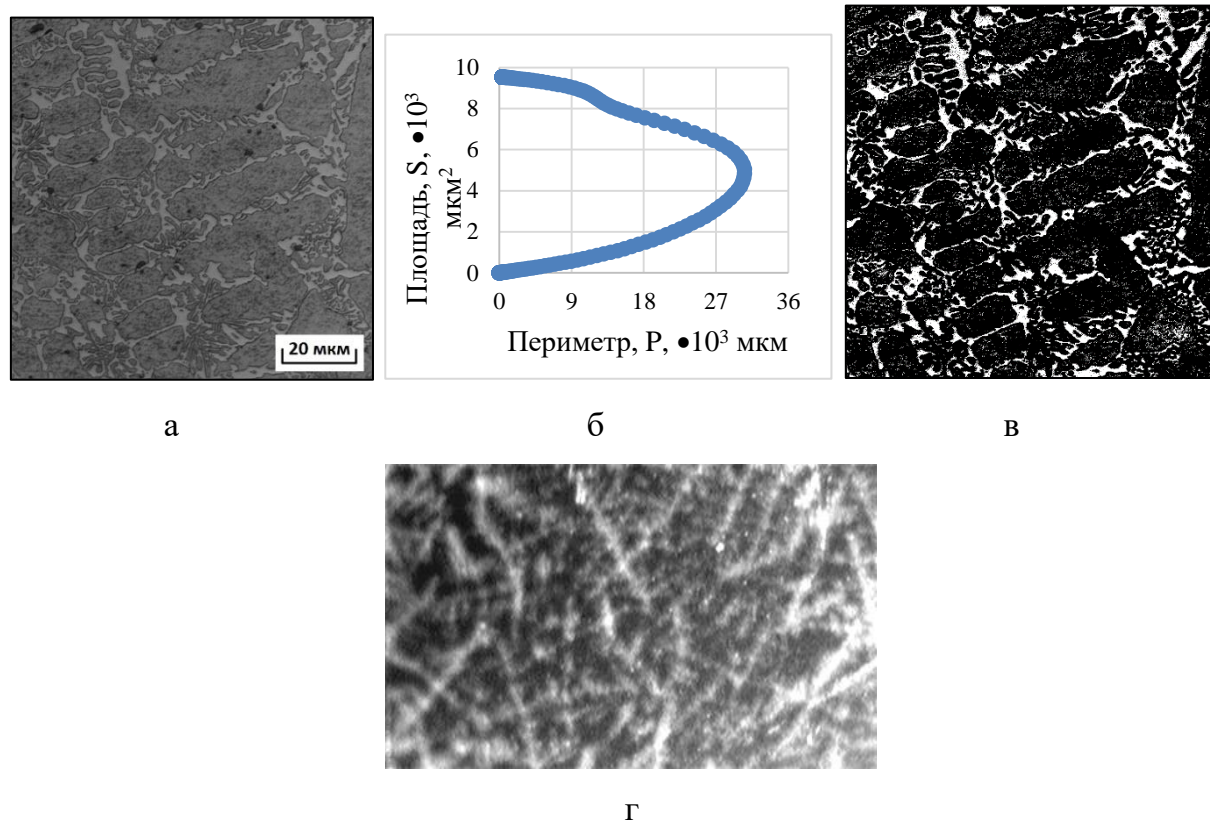 20 мкм
10
8
6
4
2
0
Площадь, S, •10³
мкм²
0 9 18 27 36
Периметр, P, •10³ мкм
а б в
г